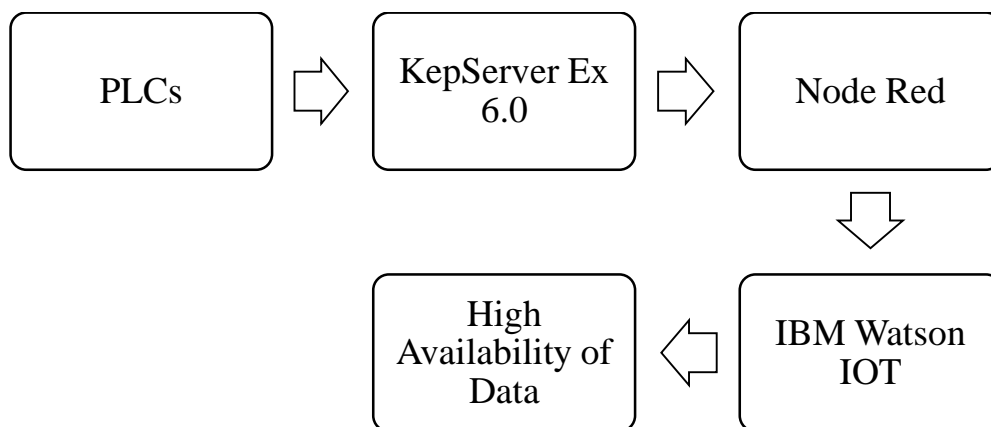 PLCs
KepServer Ex
6.0
Node Red
High
Availability of
Data
IBM Watson
IOT